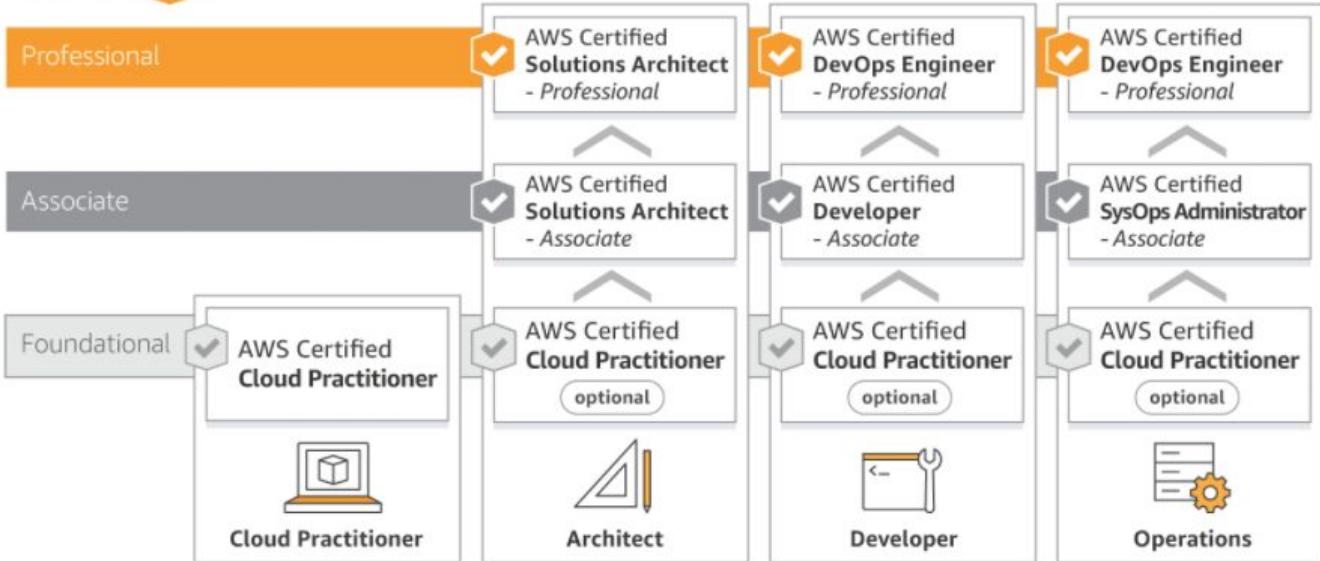 Professional
AWS Certified
Solutions Architect
- Professional
AWS Certified
DevOps Engineer
- Professional
AWS Certified
DevOps Engineer
- Professional
Associate
AWS Certified
Solutions Architect
- Associate
AWS Certified
Developer
- Associate
AWS Certified
SysOps Administrator
- Associate
Foundational
AWS Certified
Cloud Practitioner
AWS Certified
Cloud Practitioner
optional
AWS Certified
Cloud Practitioner
optional
AWS Certified
Cloud Practitioner
optional
Cloud Practitioner
Architect
Developer
Operations